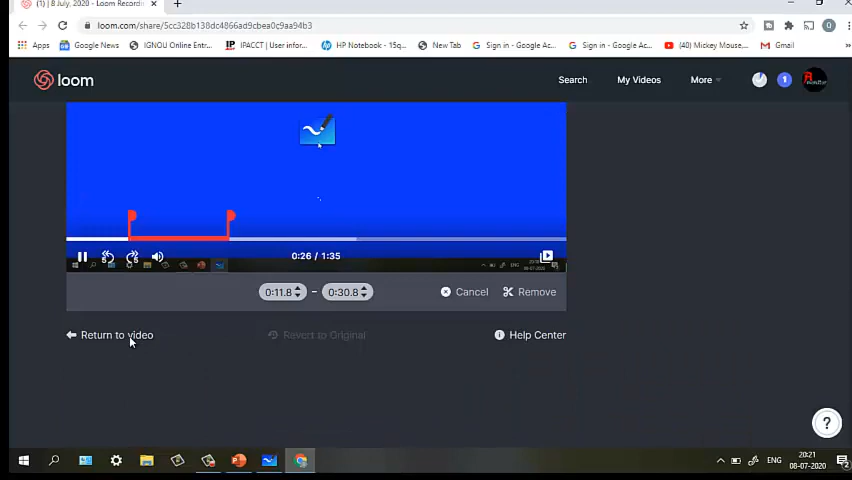 (1) | 8 July, 2020 - Loom Recordi
loom.com/share/5cc328b138dc4866ad9cbea0c9aa94b3
Apps Google News IGNOU Online Entr... IPACCT | User infor... HP Notebook - 15q... New Tab Sign in - Google Ac... Sign in - Google Ac... (40) Mickey Mouse,... Gmail
loom Search My Videos More 1
0:26 / 1:35
0:11.8 - 0:30.8 Cancel Remove
Return to video Revert to Original Help Center
?
ENG 20:21
08-07-2020